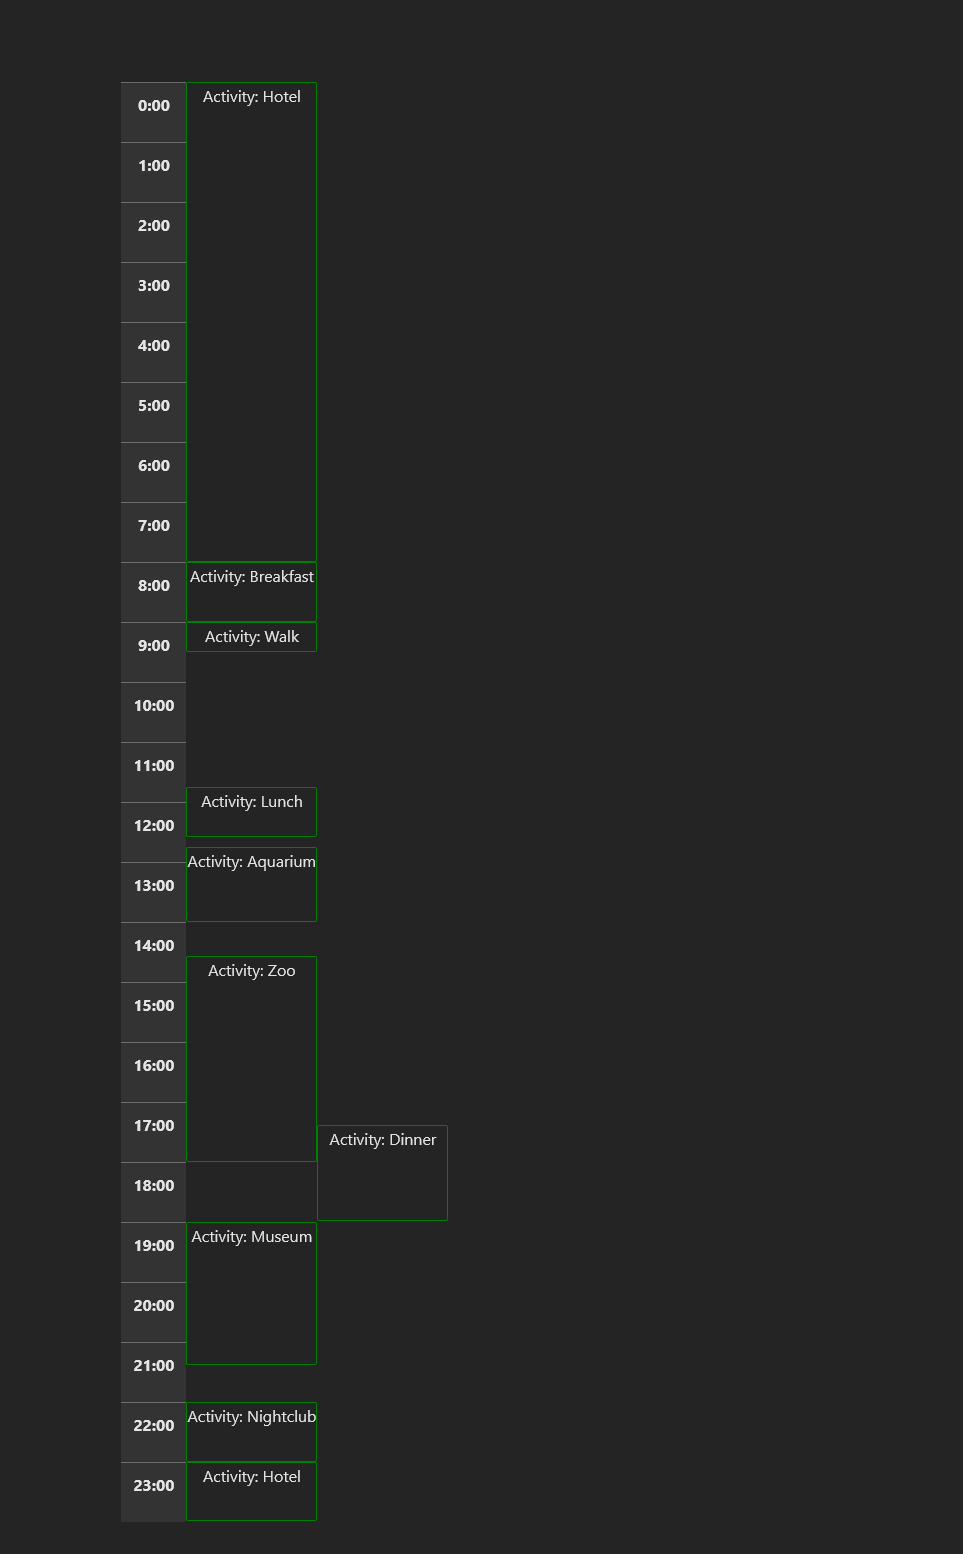 0:00 Activity: Hotel
1:00
2:00
3:00
4:00
5:00
6:00
7:00
8:00 Activity: Breakfast
9:00 Activity: Walk
10:00
11:00
Activity: Lunch
12:00
Activity: Aquarium
13:00
14:00
Activity: Zoo
15:00
16:00
17:00
Activity: Dinner
18:00
19:00 Activity: Museum
20:00
21:00
22:00 Activity: Nightclub
23:00 Activity: Hotel